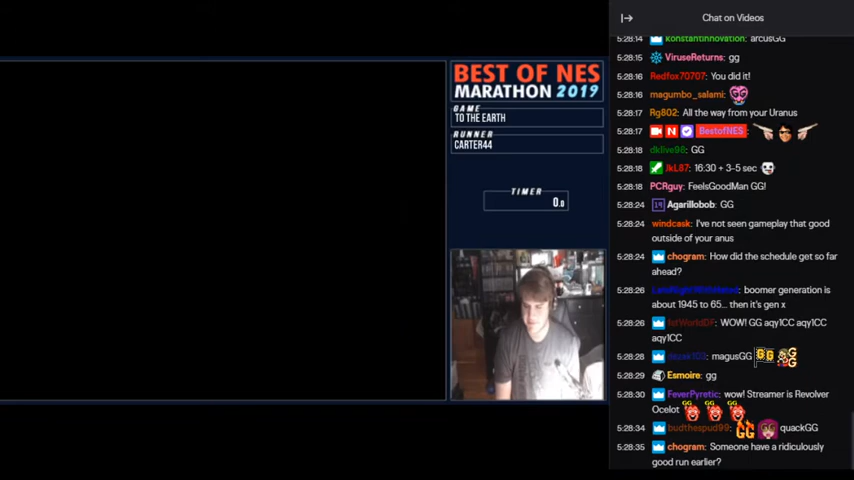 BEST OF NES
MARATHON 2019
GAME
TO THE EARTH
RUNNER
CARTER44
TIMER
0.0
Chat on Videos
5:28:14 konstantinnovation: arcusGG
5:28:15 ViruseReturns: gg
5:28:16 Redfox70707: You did it!
5:28:16 magumbo_salami:
5:28:17 Rg802: All the way from your Uranus
5:28:17 BestofNES:
5:28:18 dklive98: GG
5:28:18 JkL87: 16:30 + 3-5 sec
5:28:18 PCRguy: FeelsGoodMan GG!
5:28:24 Agarillobob: GG
5:28:24 windcask: I've not seen gameplay that good
outside of your anus
5:28:24 chogram: How did the schedule get so far
ahead?
5:28:26 boomer generation is
about 1945 to 65... then it's gen x
5:28:26 WOW! GG aqy1CC aqy1CC
aqy1CC
5:28:28 magusGG
5:28:29 Esmoire: gg
5:28:30 FeverPyretic: wow! Streamer is Revolver
Ocelot
5:28:34 budthespud99: quackGG
5:28:35 chogram: Someone have a ridiculously
good run earlier?